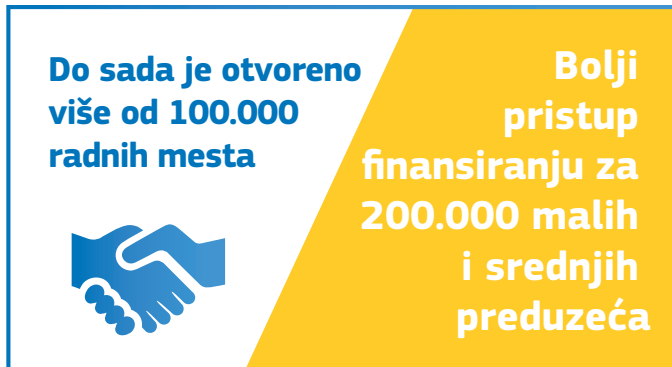 Do sada je otvoreno
više od 100.000
radnih mesta
Bolji
pristup
finansiranju za
200.000 malih
i srednjih
preduzeća